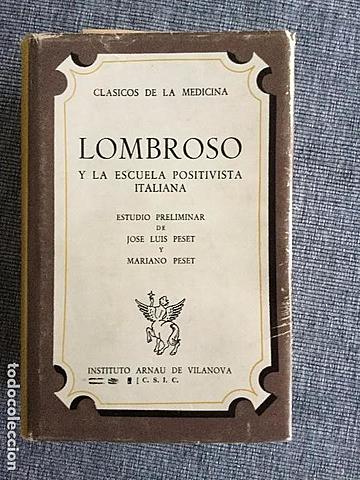 CLASICOS DE LA MEDICINA
LOMBROSO
Y LA ESCUELA POSITIVISTA
ITALIANA
ESTUDIO PRELIMINAR
DE
JOSE LUIS PESET
Y
MARIANO PESET
INSTITUTO ARNAU DE VILANOVA
C. S. I. C.
todocoleccion.net